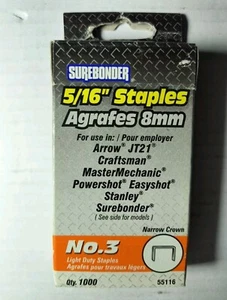 SUREBONDER®
5/16" Staples
Agrafes 8mm
For use in: / Pour employer
Arrow® JT21®
Craftsman®
MasterMechanic®
Powershot® Easyshot®
Stanley®
Surebonder®
( See side for models )
Narrow Crown
No.3
Light Duty Staples
Agrafes pour travaux légers
Qty. 1000
55116